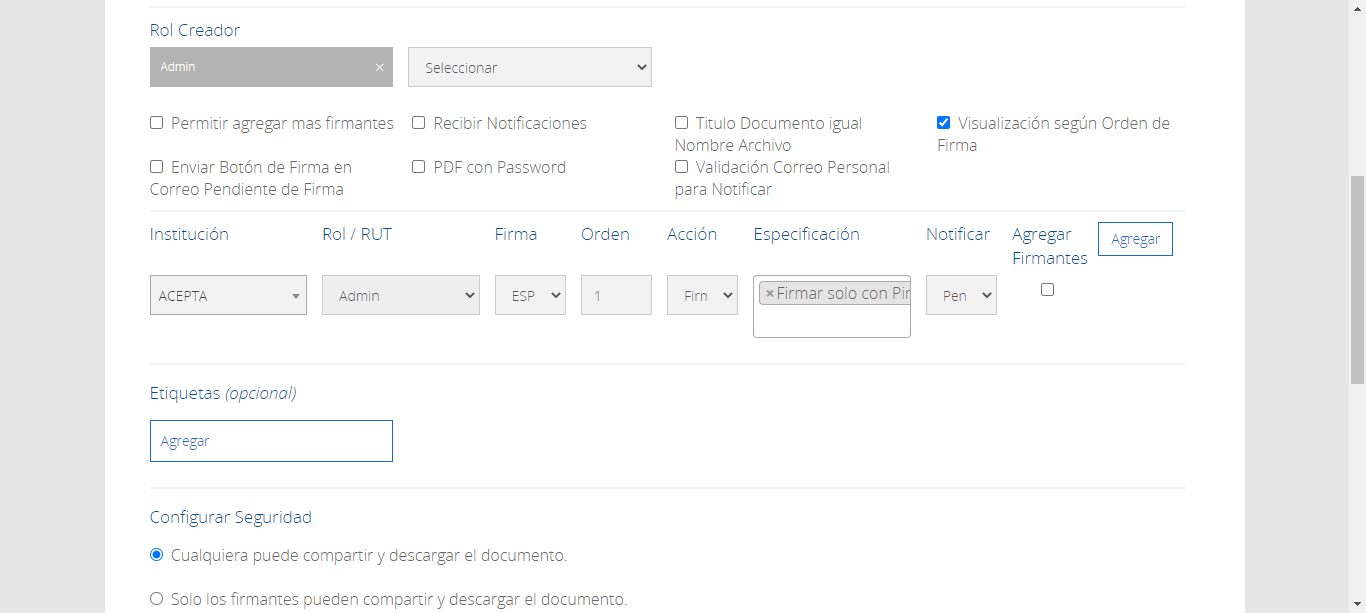 Rol Creador
Admin × Seleccionar
Permitir agregar mas firmantes Recibir Notificaciones Titulo Documento igual Nombre Archivo Visualización según Orden de Firma
Enviar Botón de Firma en Correo Pendiente de Firma PDF con Password Validación Correo Personal para Notificar
Institución Rol / RUT Firma Orden Acción Especificación Notificar Agregar Firmantes Agregar
ACEPTA Admin ESP 1 Firn ×Firmar solo con Pir Pen
Etiquetas (opcional)
Agregar
Configurar Seguridad
Cualquiera puede compartir y descargar el documento.
Solo los firmantes pueden compartir y descargar el documento.